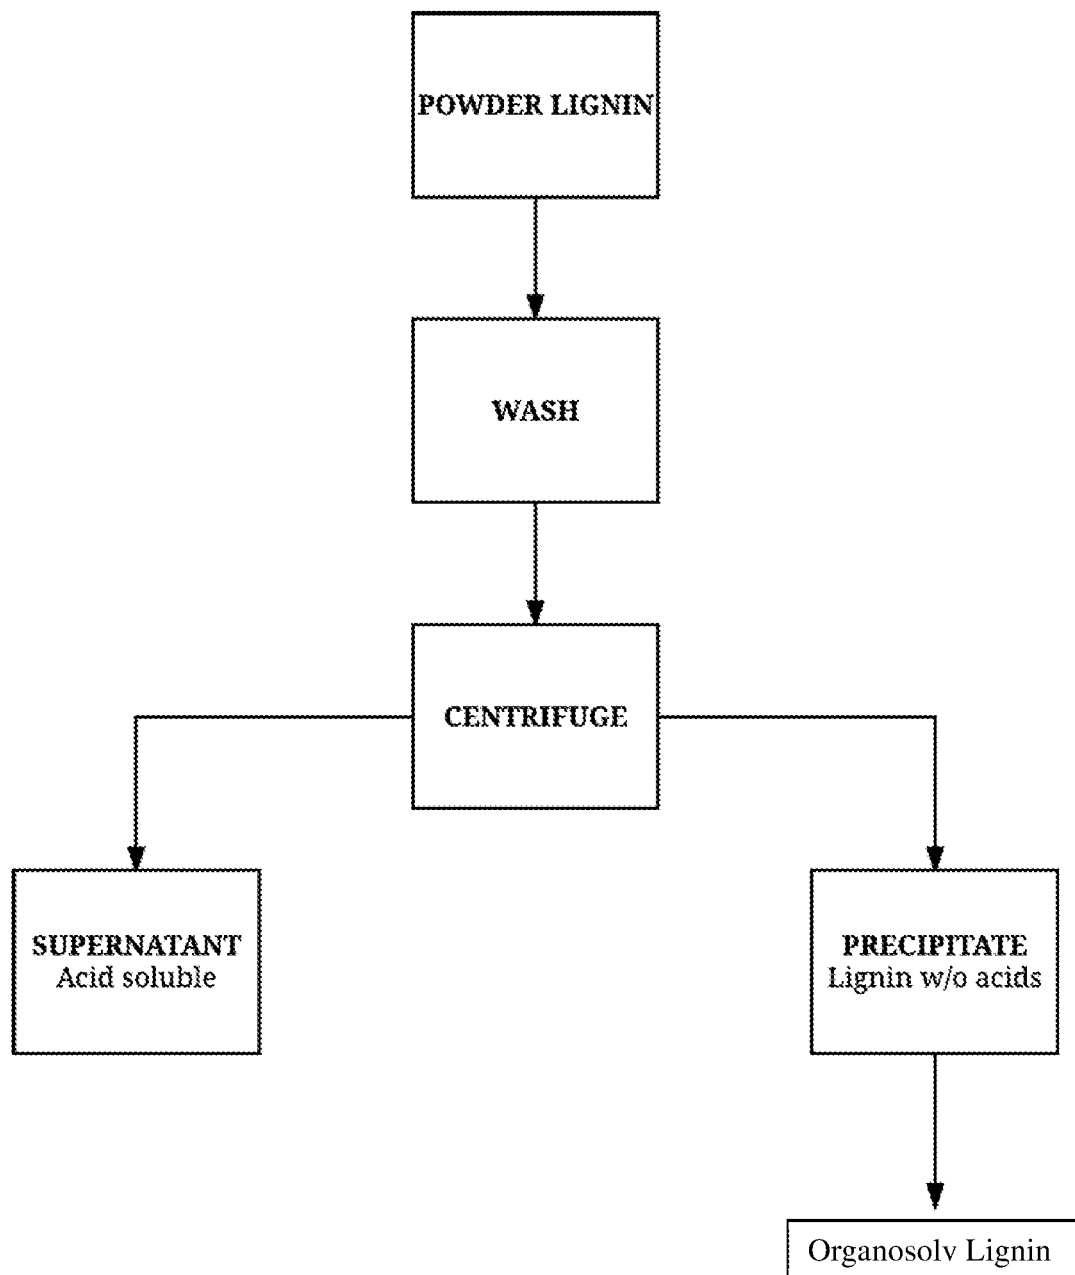 POWDER LIGNIN
WASH
CENTRIFUGE
SUPERNATANT
Acid soluble
PRECIPITATE
Lignin w/o acids
Organosolv Lignin